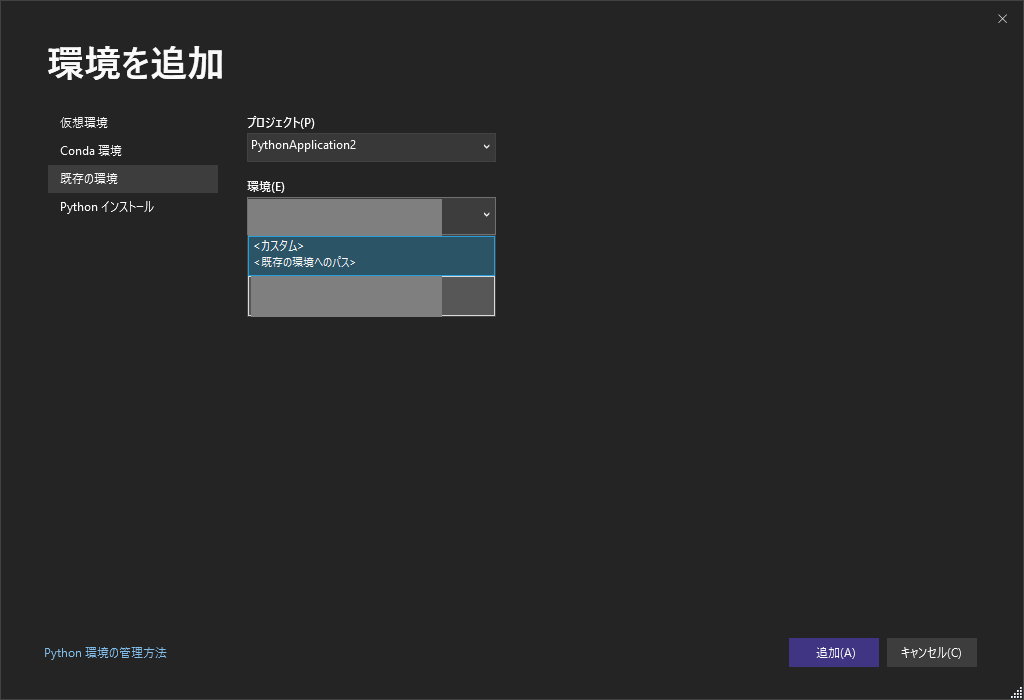 環境を追加
仮想環境
Conda 環境
既存の環境
Python インストール
プロジェクト(P)
PythonApplication2
環境(E)
<カスタム>
<既存の環境へのパス>
Python 環境の管理方法
追加(A)
キャンセル(C)